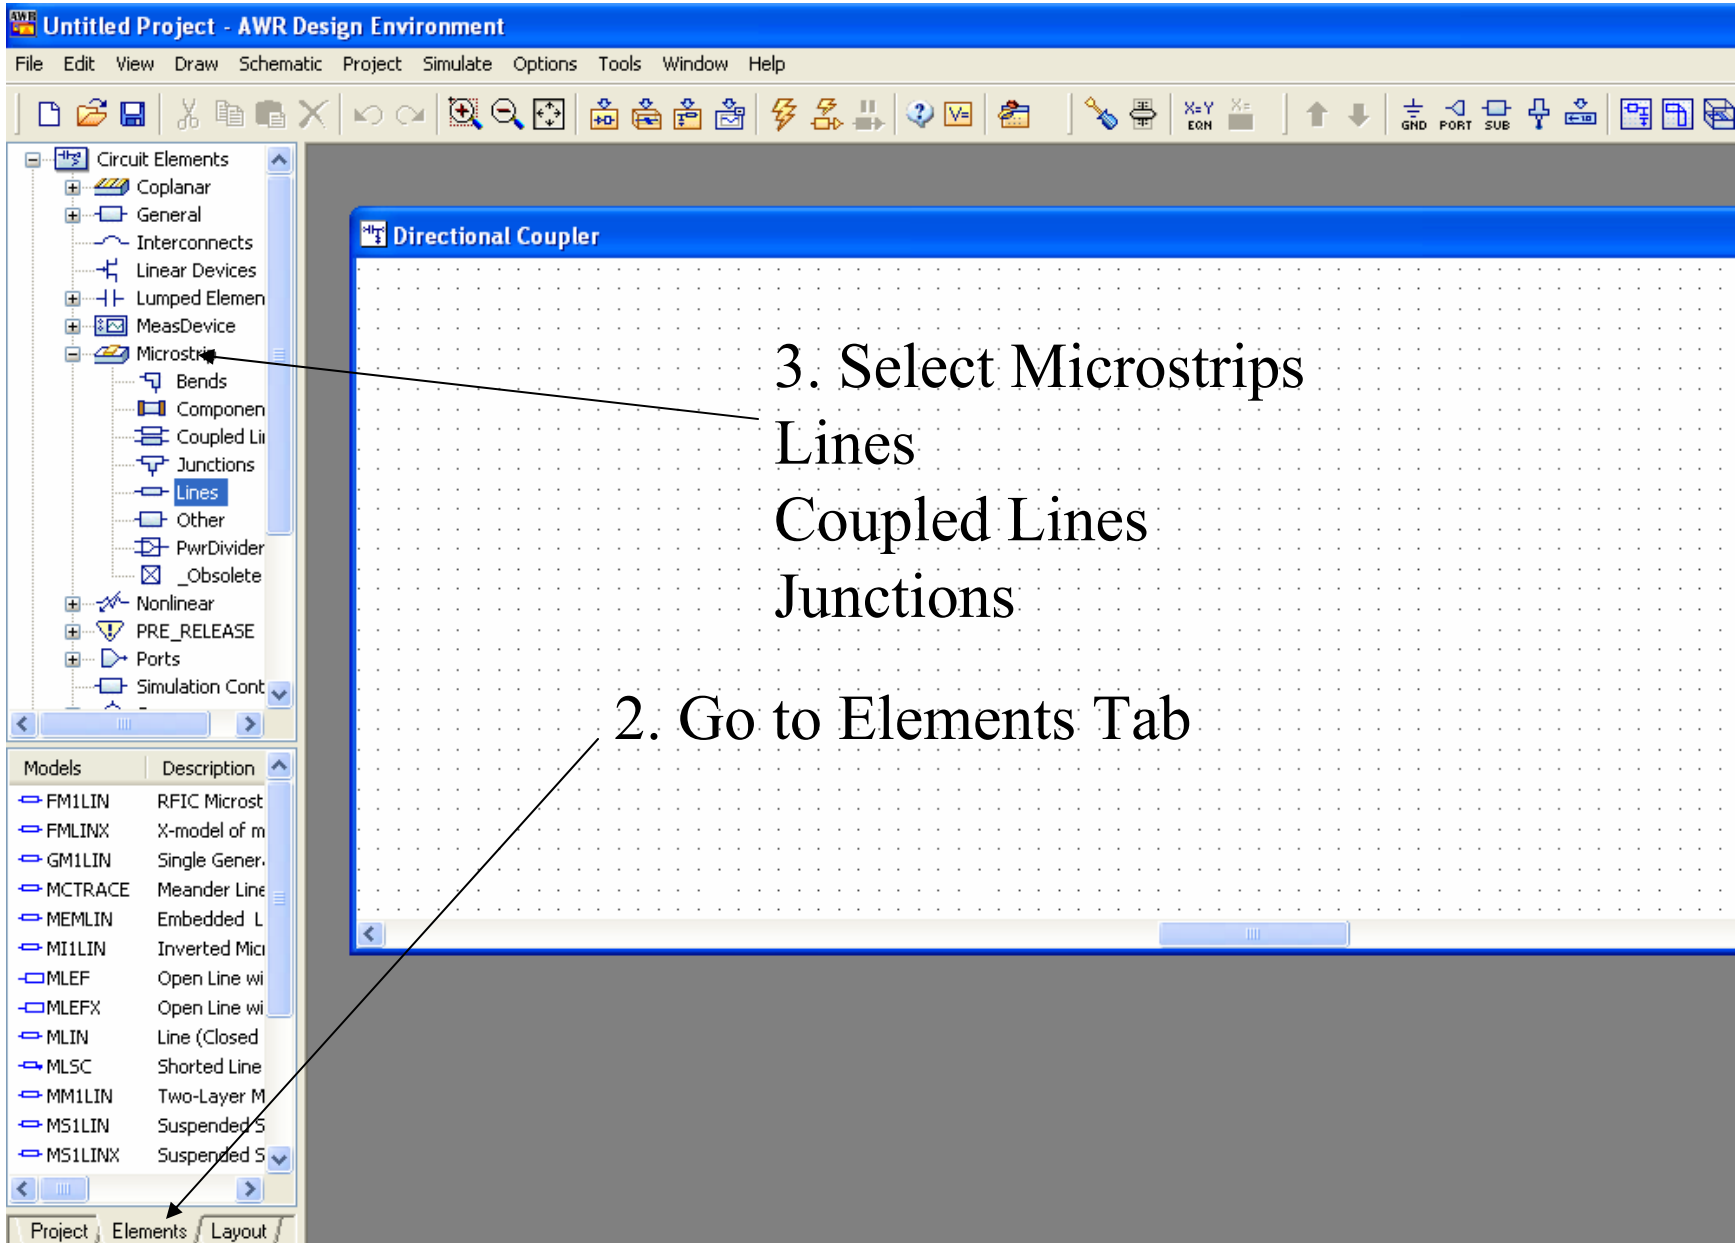 Untitled Project - AWR Design Environment
File Edit View Draw Schematic Project Simulate Options Tools Window Help
X=Y
EQN
X=
GND PORT SUB
V=
Circuit Elements
Coplanar
General
Interconnects
Linear Devices
Lumped Elemen
MeasDevice
Microstrip
Bends
Componen
Coupled Li
Junctions
Lines
Other
PwrDivider
_Obsolete
Nonlinear
PRE_RELEASE
Ports
Simulation Cont
Directional Coupler
3. Select Microstrips
Lines
Coupled Lines
Junctions
2. Go to Elements Tab
Models Description
FM1LIN RFIC Microst
FMLINX X-model of m
GM1LIN Single Gener
MCTRACE Meander Line
MEMLIN Embedded L
MI1LIN Inverted Mic
MLEF Open Line wi
MLEFX Open Line wi
MLIN Line (Closed
MLSC Shorted Line
MM1LIN Two-Layer M
MS1LIN Suspended S
MS1LINX Suspended S
Project Elements Layout